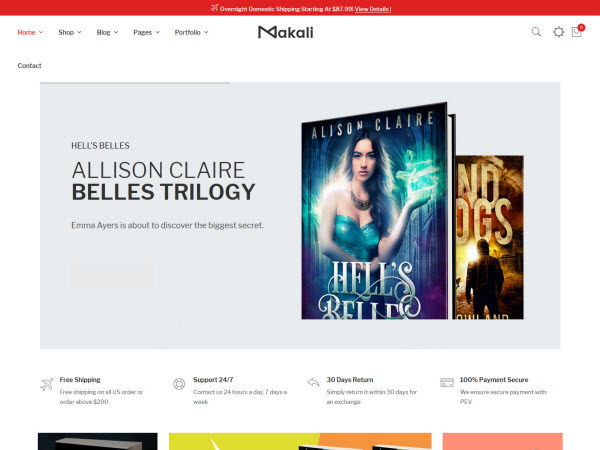 Overnight Domestic Shipping Starting At $87.99! View Details!
Home Shop Blog Pages Portfolio
Makali
0
Contact
HELL'S BELLES
ALLISON CLAIRE
BELLES TRILOGY
Emma Ayers is about to discover the biggest secret.
ALISON CLAIRE
HELL'S
BELLES
ND
OGS
OWLAND
Free Shipping
Free shipping on all US order or
order above $200
Support 24/7
Contact us 24 hours a day, 7 days a
week
30 Days Return
Simply return it within 30 days for
an exchange
100% Payment Secure
We ensure secure payment with
PEV